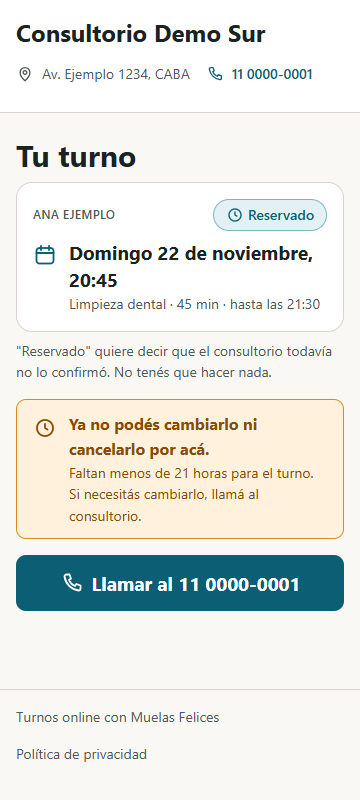 Consultorio Demo Sur
Av. Ejemplo 1234, CABA
11 0000-0001
Tu turno
ANA EJEMPLO
Reservado
Domingo 22 de noviembre,
20:45
Limpieza dental · 45 min · hasta las 21:30
"Reservado" quiere decir que el consultorio todavía
no lo confirmó. No tenés que hacer nada.
Ya no podés cambiarlo ni
cancelarlo por acá.
Faltan menos de 21 horas para el turno.
Si necesitás cambiarlo, llamá al
consultorio.
Llamar al 11 0000-0001
Turnos online con Muelas Felices
Política de privacidad